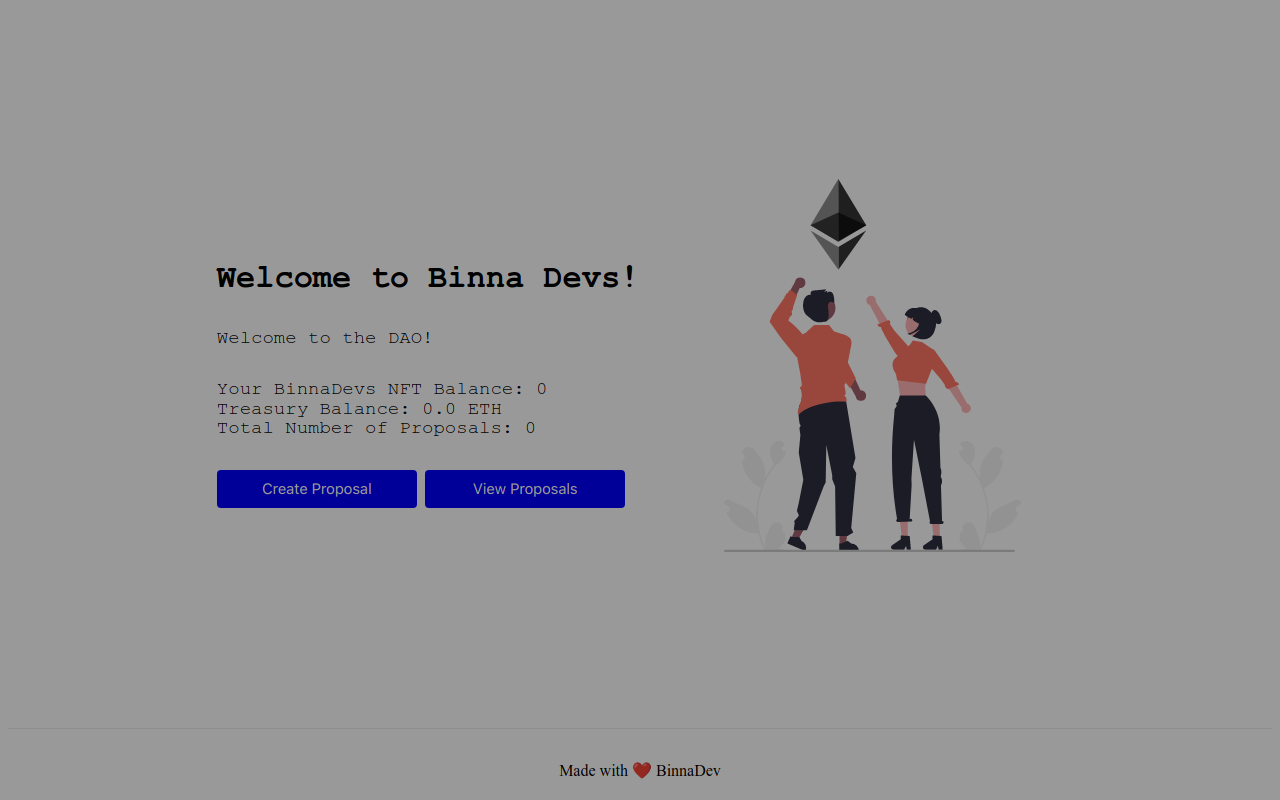 Welcome to Binna Devs!
Welcome to the DAO!
Your BinnaDevs NFT Balance: 0
Treasury Balance: 0.0 ETH
Total Number of Proposals: 0
Create Proposal
View Proposals
Made with ❤️ BinnaDev